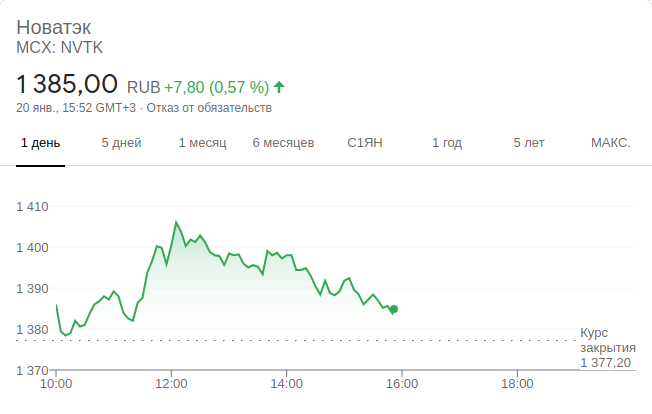 Новатэк
MCX: NVTK
1 385,00 RUB +7,80 (0,57 %)
20 янв., 15:52 GMT+3 · Отказ от обязательств
1 день 5 дней 1 месяц 6 месяцев С1ЯН 1 год 5 лет МАКС.
1 410
1 400
1 390
1 380
Курс
закрытия
1 377,20
1 370
10:00 12:00 14:00 16:00 18:00